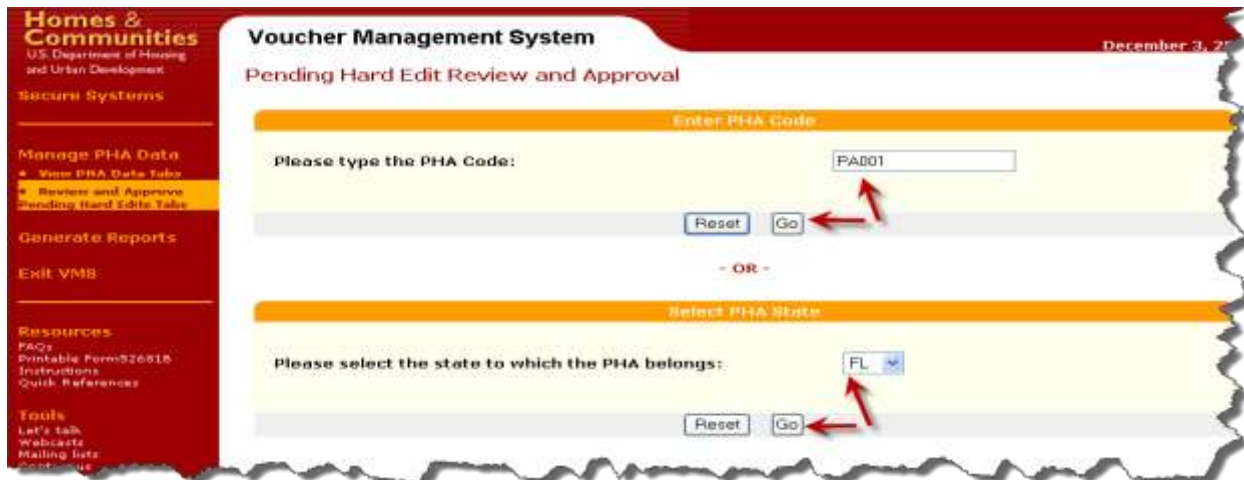 Homes &
Communities
U.S. Department of Housing
and Urban Development
Secure Systems
Manage PHA Data
View PHA Data Tabs
Review and Approve
Pending Hard Edits Tabs
Generate Reports
Exit VMS
Resources
FAQs
Printable Form52681B
Instructions
Quick References
Tools
Let's talk
Webcasts
Mailing lists
Voucher Management System
December 3,
Pending Hard Edit Review and Approval
Enter PHA Code
Please type the PHA Code:
PA001
Reset Go
- OR -
Select PHA State
Please select the state to which the PHA belongs:
FL
Reset Go